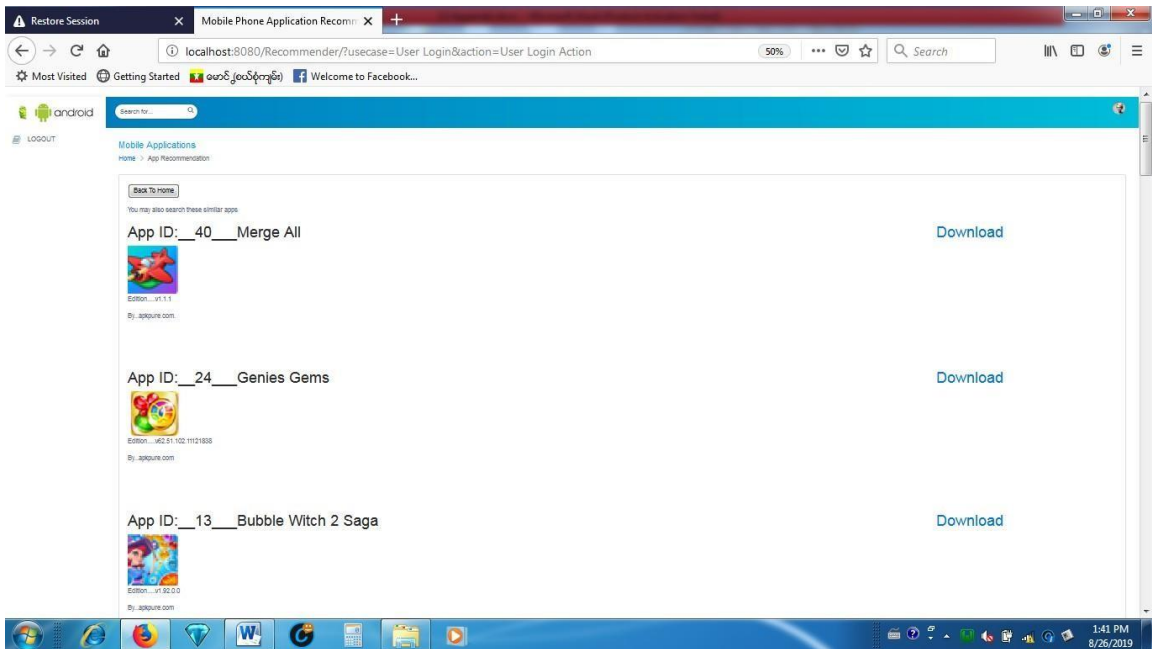 Restore Session
Mobile Phone Application Recomm
localhost:8080/Recommender/?usecase=User Login&action=User Login Action
50%
Search
Most Visited
Getting Started
Welcome to Facebook...
android
Search for...
LOGOUT
Mobile Applications
Home > App Recommendation
Back To Home
You may also search these similar apps
App ID:__40___Merge All
Download
Edition....v1.1.1
By..apkpure.com
App ID:__24___Genies Gems
Download
Edition....v62.51.102.11121838
By..apkpure.com
App ID:__13___Bubble Witch 2 Saga
Download
Edition....v1.92.0.0
By..apkpure.com
1:41 PM
8/26/2019